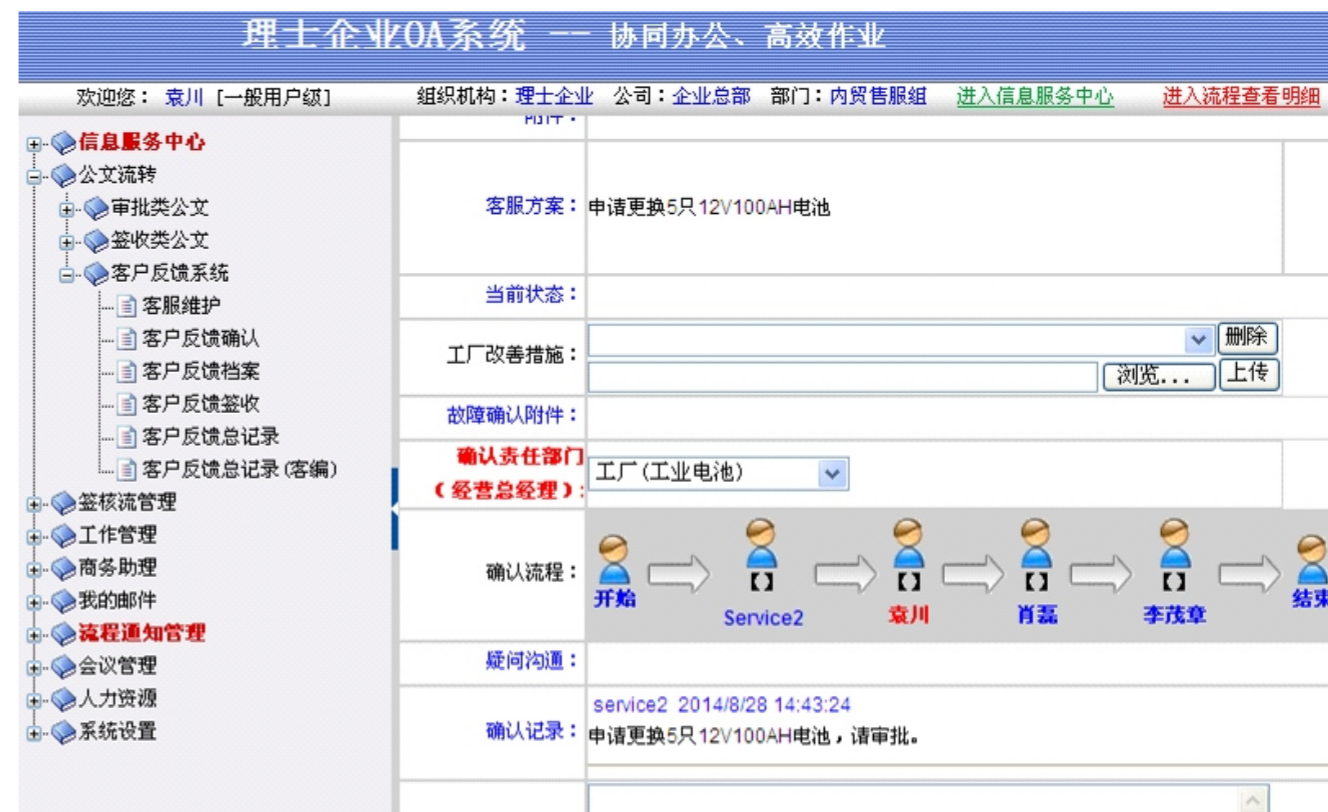 理士企业OA系统 -- 协同办公、高效作业
欢迎您： 袁川 [一般用户级] 组织机构：理士企业 公司：企业总部 部门：内贸售服组 进入信息服务中心 进入流程查看明细
信息服务中心
公文流转
审批类公文
签收类公文
客户反馈系统
客服维护
客户反馈确认
客户反馈档案
客户反馈签收
客户反馈总记录
客户反馈总记录(客编)
签核流管理
工作管理
商务助理
我的邮件
流程通知管理
会议管理
人力资源
系统设置
附件：
客服方案： 申请更换5只12V100AH电池
当前状态：
工厂改善措施： 删除
浏览... 上传
故障确认附件：
确认责任部门
(经营总经理)： 工厂(工业电池)
确认流程： 开始 【】 Service2 【】 袁川 【】 肖磊 【】 李茂章 结束
疑问沟通：
确认记录： service2 2014/8/28 14:43:24
申请更换5只12V100AH电池，请审批。